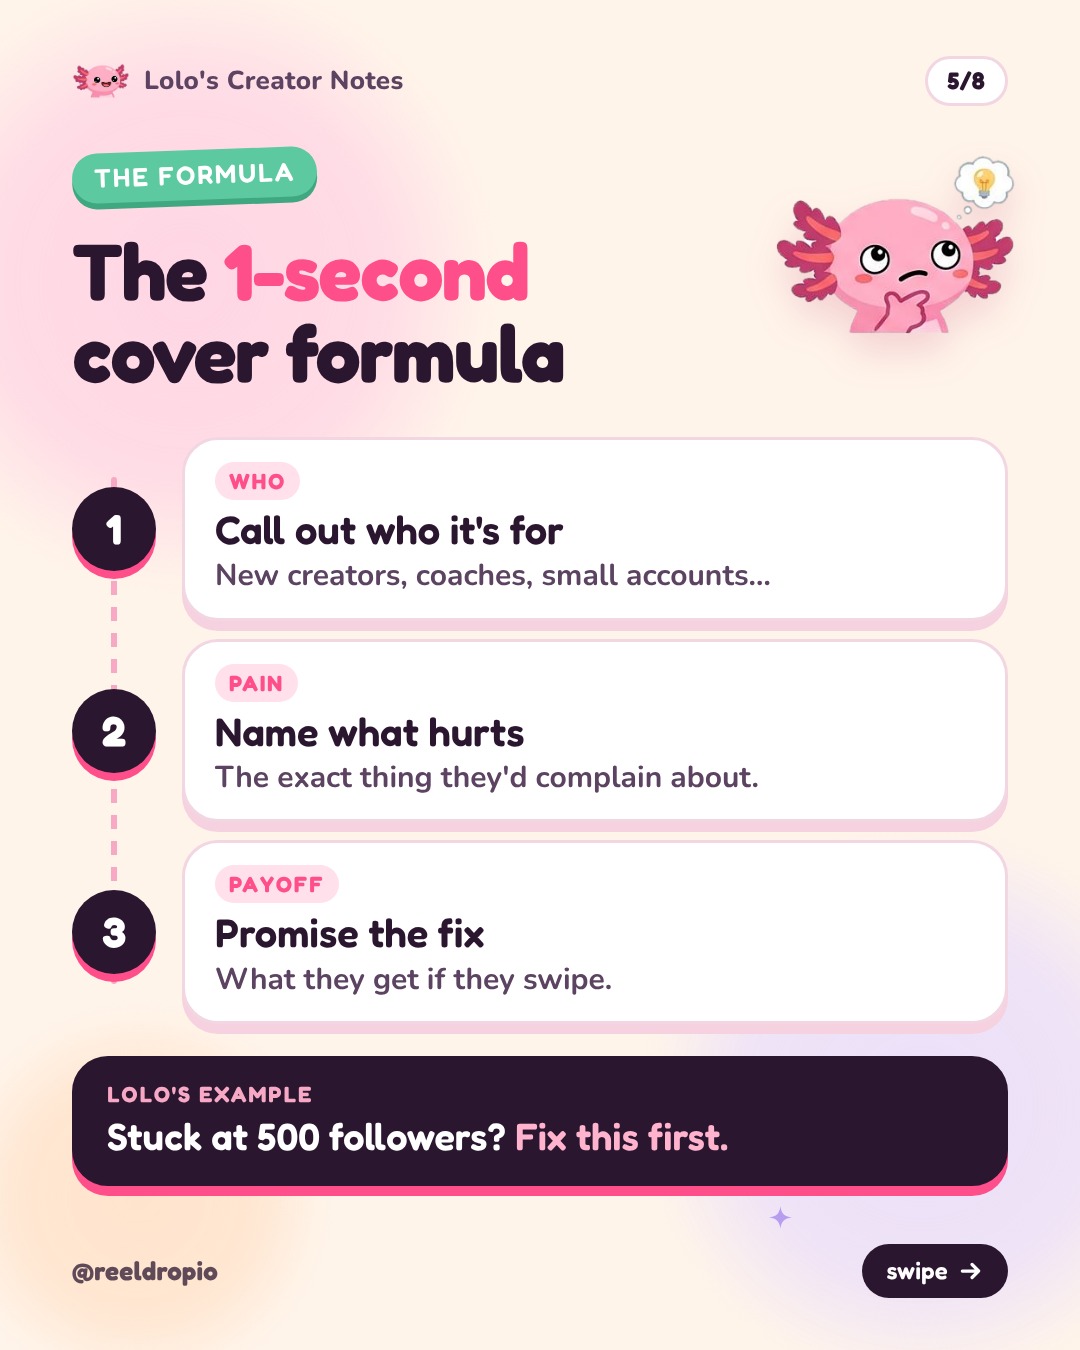 Lolo's Creator Notes
5/8
THE FORMULA
The 1-second
cover formula
1
WHO
Call out who it's for
New creators, coaches, small accounts...
2
PAIN
Name what hurts
The exact thing they'd complain about.
3
PAYOFF
Promise the fix
What they get if they swipe.
LOLO'S EXAMPLE
Stuck at 500 followers? Fix this first.
@reeldropio
swipe →